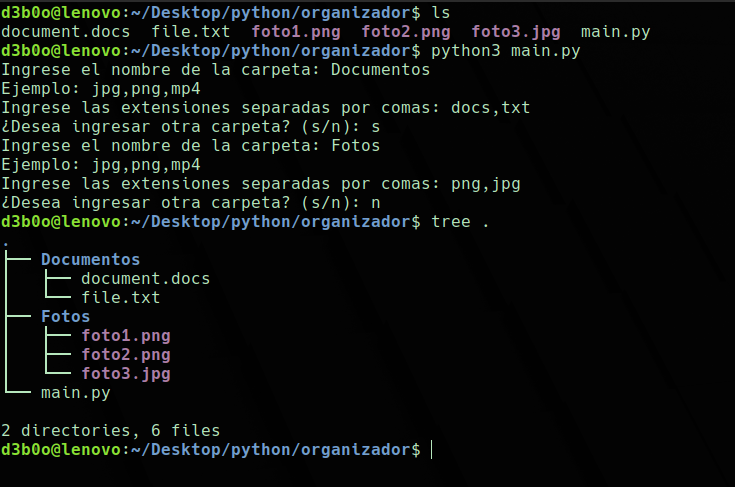 d3b0o@lenovo:~/Desktop/python/organizador$ ls
document.docs  file.txt  foto1.png  foto2.png  foto3.jpg  main.py
d3b0o@lenovo:~/Desktop/python/organizador$ python3 main.py
Ingrese el nombre de la carpeta: Documentos
Ejemplo: jpg,png,mp4
Ingrese las extensiones separadas por comas: docs,txt
¿Desea ingresar otra carpeta? (s/n): s
Ingrese el nombre de la carpeta: Fotos
Ejemplo: jpg,png,mp4
Ingrese las extensiones separadas por comas: png,jpg
¿Desea ingresar otra carpeta? (s/n): n
d3b0o@lenovo:~/Desktop/python/organizador$ tree .
.
├── Documentos
│   ├── document.docs
│   └── file.txt
├── Fotos
│   ├── foto1.png
│   ├── foto2.png
│   └── foto3.jpg
└── main.py

2 directories, 6 files
d3b0o@lenovo:~/Desktop/python/organizador$